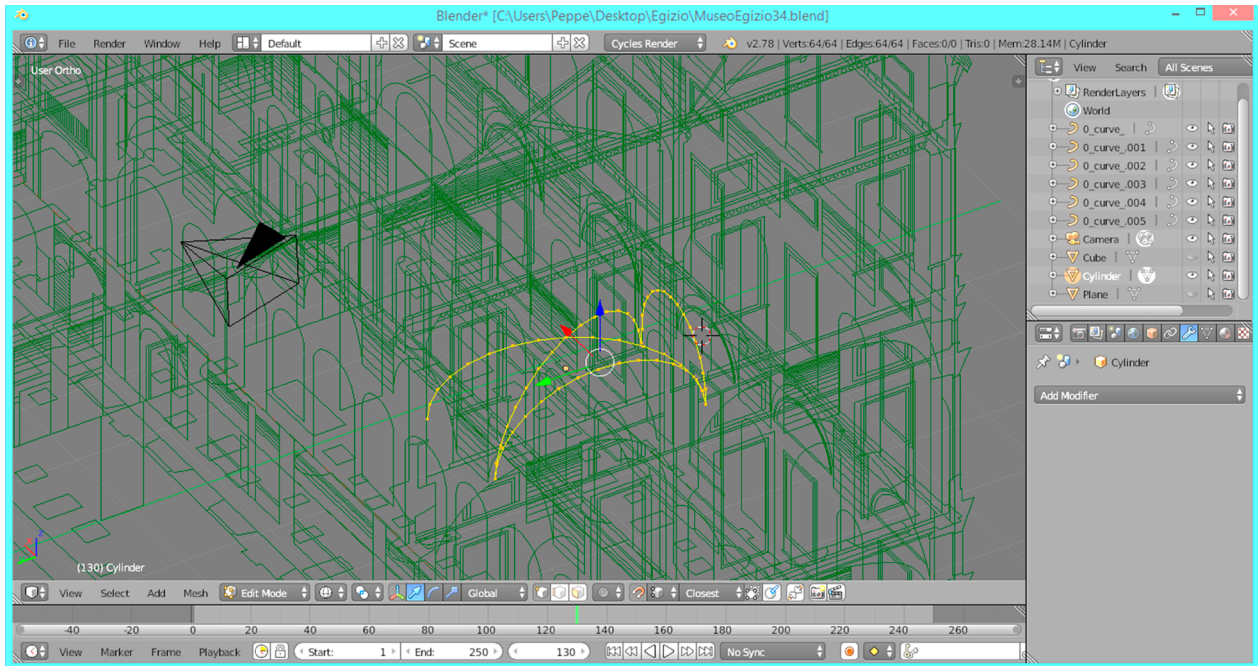 Blender* [C:\Users\Peppe\Desktop\Egizio\MuseoEgizio34.blend]
File Render Window Help Default Scene Cycles Render v2.78 | Verts:64/64 | Edges:64/64 | Faces:0/0 | Tris:0 | Mem:28.14M | Cylinder
User Ortho
View Search All Scenes
RenderLayers |
World
0_curve_ |
0_curve_.001 |
0_curve_.002 |
0_curve_.003 |
0_curve_.004 |
0_curve_.005 |
Camera |
Cube |
Cylinder |
Plane |
Cylinder
Add Modifier
z
(130) Cylinder
View Select Add Mesh Edit Mode Global Closest
-40 -20 0 20 40 60 80 100 120 140 160 180 200 220 240 260
View Marker Frame Playback Start: 1 End: 250 130 No Sync